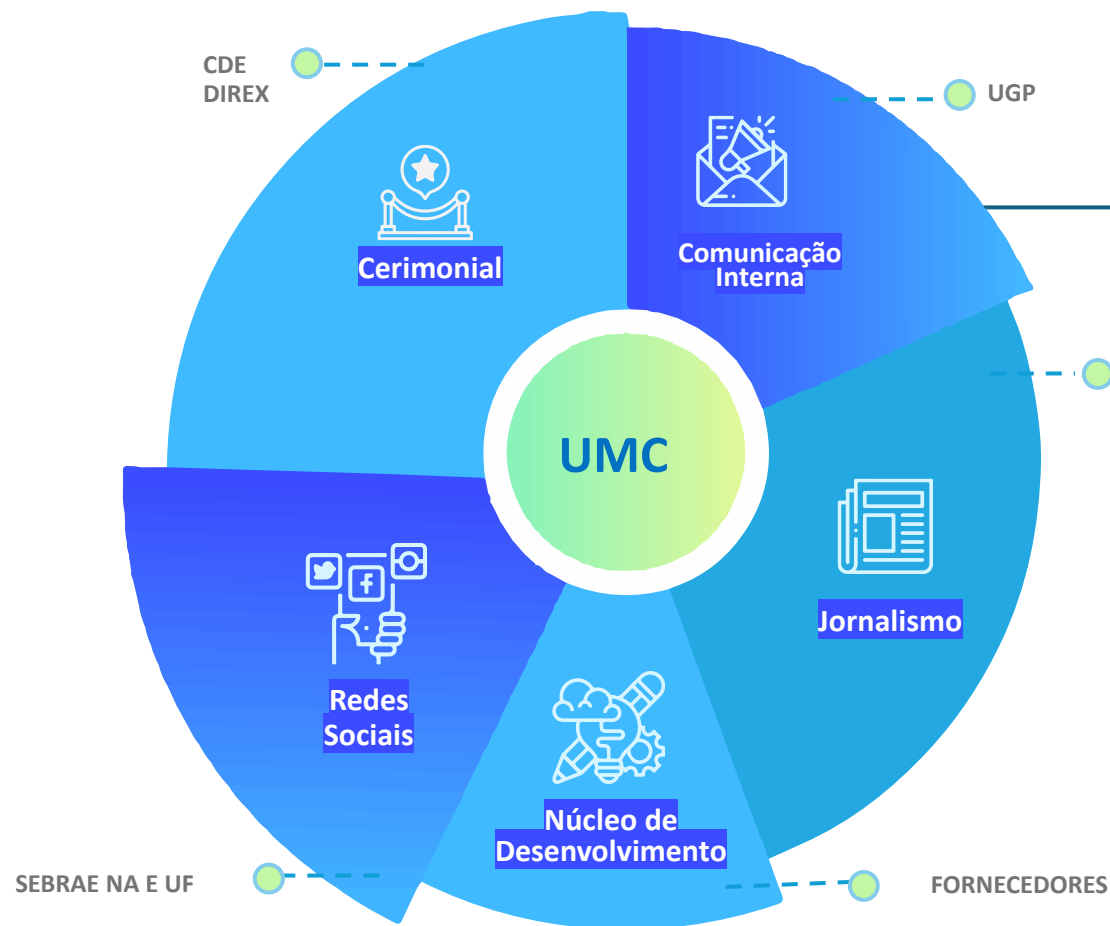 CDE
DIREX
UGP
Cerimonial
Comunicação
Interna
UMC
Jornalismo
Redes
Sociais
Núcleo de
Desenvolvimento
SEBRAE NA E UF
FORNECEDORES